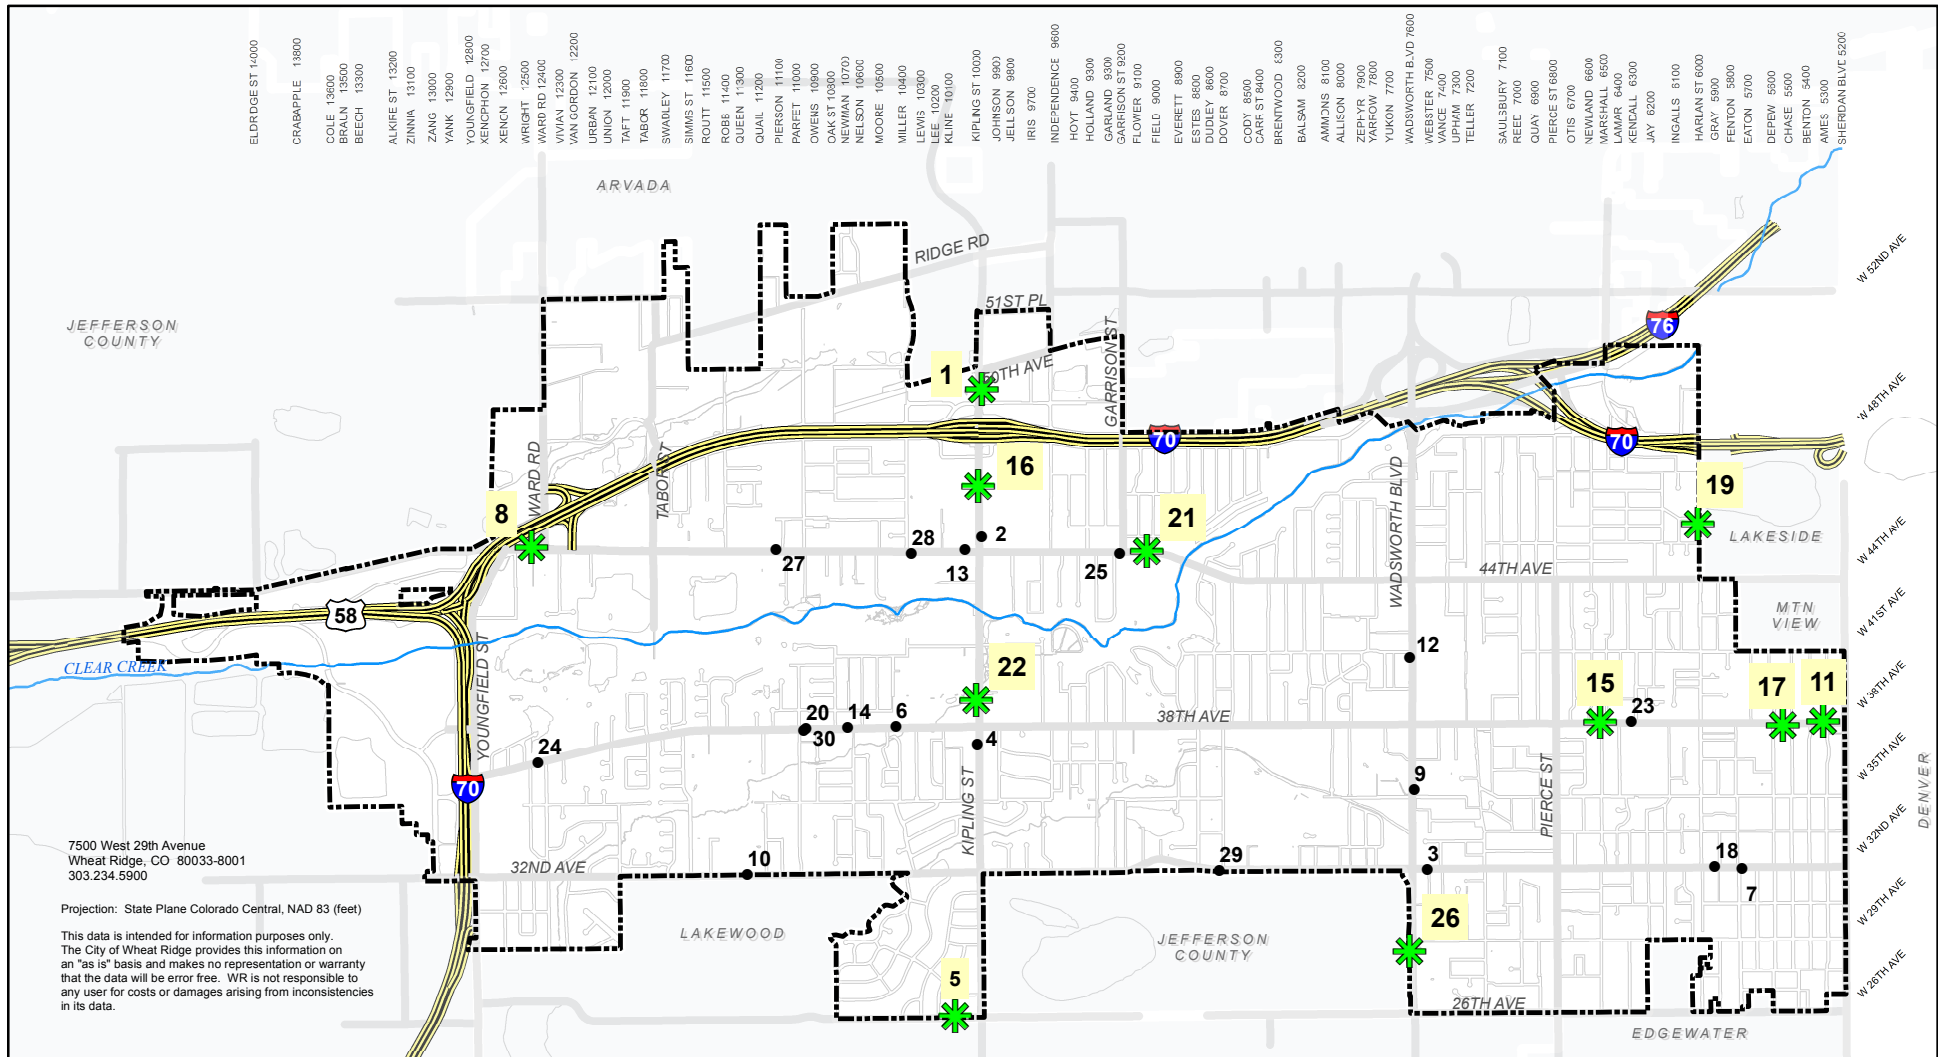 ELDRDGE ST 14000
CRABAPPLE 13800
COLE 13600
BRAUN 13500
BEECH 13300
ALKIRE ST 13200
ZINNIA 13100
ZANG 13000
YANK 12900
YOUNGFIELD 12800
XENOPHON 12700
XENON 12600
WRIGHT 12500
WARD RD 12400
VIVIAN 12300
VAN GORDON 12200
URBAN 12100
UNION 12000
TAFT 11900
TABOR 11800
SWADLEY 11700
SIMMS ST 11600
ROUTT 11500
ROBB 11400
QUEEN 11300
QUAIL 11200
PIERSON 11100
PARFET 11000
OWENS 10900
OAK ST 10800
NEWMAN 10700
NELSON 10600
MOORE 10500
MILLER 10400
LEWIS 10300
LEE 10200
KLINE 10100
KIPLING ST 10000
JOHNSON 9900
JELLSON 9800
IRIS 9700
INDEPENDENCE 9600
HOYT 9400
HOLLAND 9300
GARLAND 9300
GARRISON ST 9200
FLOWER 9100
FIELD 9000
EVERETT 8900
ESTES 8800
DUDLEY 8600
DOVER 8700
CODY 8500
CARR ST 8400
BRENTWOOD 8300
BALSAM 8200
AMMONS 8100
ALLISON 8000
ZEPHYR 7900
YARROW 7800
YUKON 7700
WADSWORTH BLVD 7600
WEBSTER 7500
VANCE 7400
UPHAM 7300
TELLER 7200
SAULSBURY 7100
REED 7000
QUAY 6900
PIERCE ST 6800
OTIS 6700
NEWLAND 6600
MARSHALL 6500
LAMAR 6400
KENDALL 6300
JAY 6200
INGALLS 6100
HARLAN ST 6000
GRAY 5900
FENTON 5800
EATON 5700
DEPEW 5600
CHASE 5500
BENTON 5400
AMES 5300
SHERIDAN BLVD 5200
ARVADA
RIDGE RD
W 52ND AVE
51ST PL
JEFFERSON
COUNTY
GARRISON ST
76
50TH AVE
1
W 48TH AVE
70
70
WARD RD
TABOR ST
16
WADSWORTH BLVD
19
8
21
2
LAKESIDE
W 44TH AVE
28
27
13
25
44TH AVE
58
MTN
VIEW
W 41ST AVE
CLEAR CREEK
YOUNGFIELD ST
22
12
15
17
11
W 38TH AVE
20
14
6
38TH AVE
23
30
4
24
W 35TH AVE
70
9
KIPLING ST
PIERCE ST
DENVER
7500 West 29th Avenue
Wheat Ridge, CO 80033-8001
303.234.5900
W 32ND AVE
32ND AVE
10
29
3
18
7
W 29TH AVE
Projection: State Plane Colorado Central, NAD 83 (feet)
26
This data is intended for information purposes only.
The City of Wheat Ridge provides this information on
an "as is" basis and makes no representation or warranty
that the data will be error free. WR is not responsible to
any user for costs or damages arising from inconsistencies
in its data.
LAKEWOOD
JEFFERSON
COUNTY
5
W 26TH AVE
26TH AVE
EDGEWATER